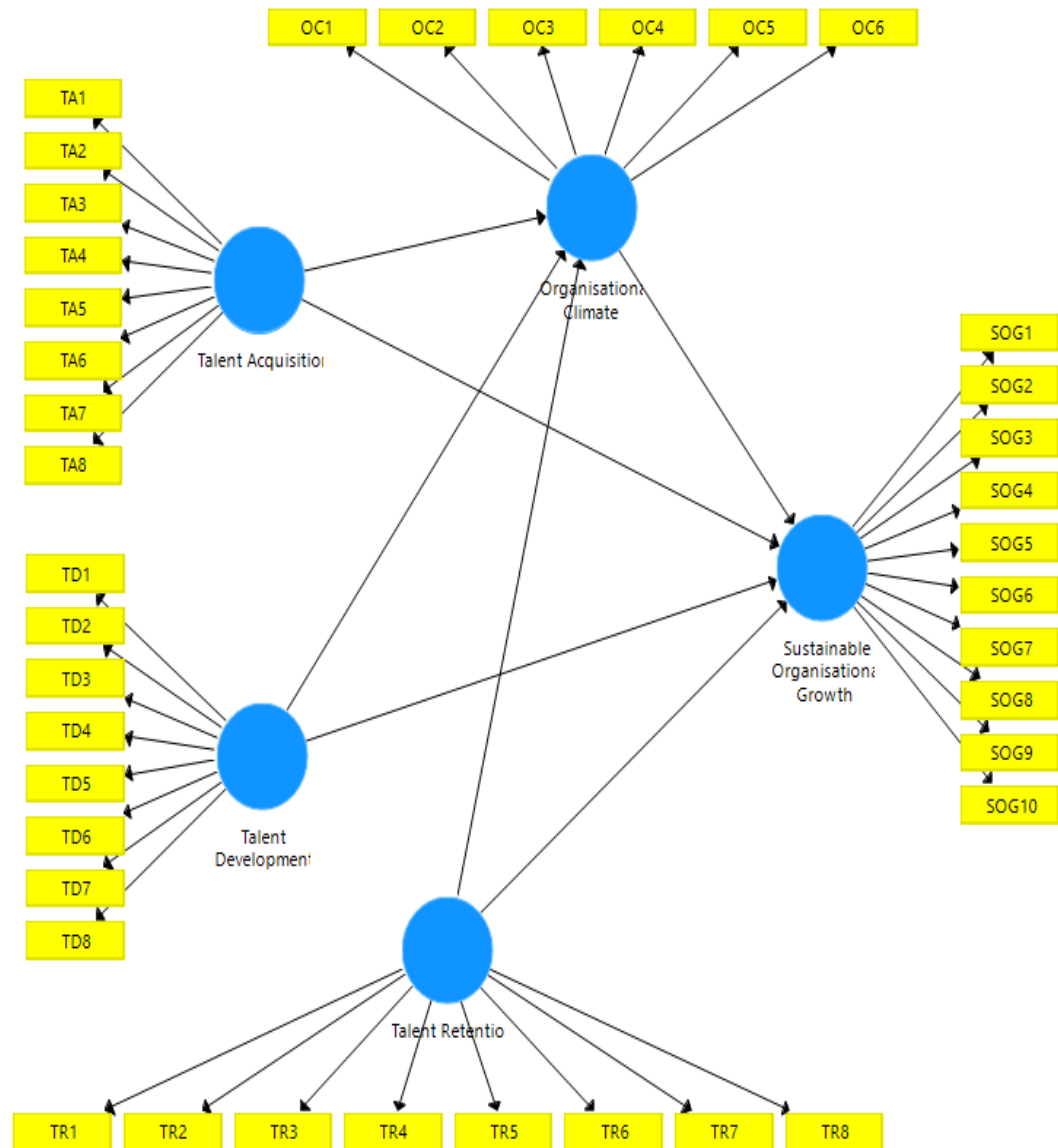 OC1 OC2 OC3 OC4 OC5 OC6
TA1
TA2
TA3
TA4
TA5
TA6
TA7
TA8
Organisationa
Climate
Talent Acquisition
SOG1
SOG2
SOG3
SOG4
SOG5
SOG6
SOG7
SOG8
SOG9
SOG10
Sustainable
Organisationa
Growth
TD1
TD2
TD3
TD4
TD5
TD6
TD7
TD8
Talent
Development
Talent Retentio
TR1 TR2 TR3 TR4 TR5 TR6 TR7 TR8